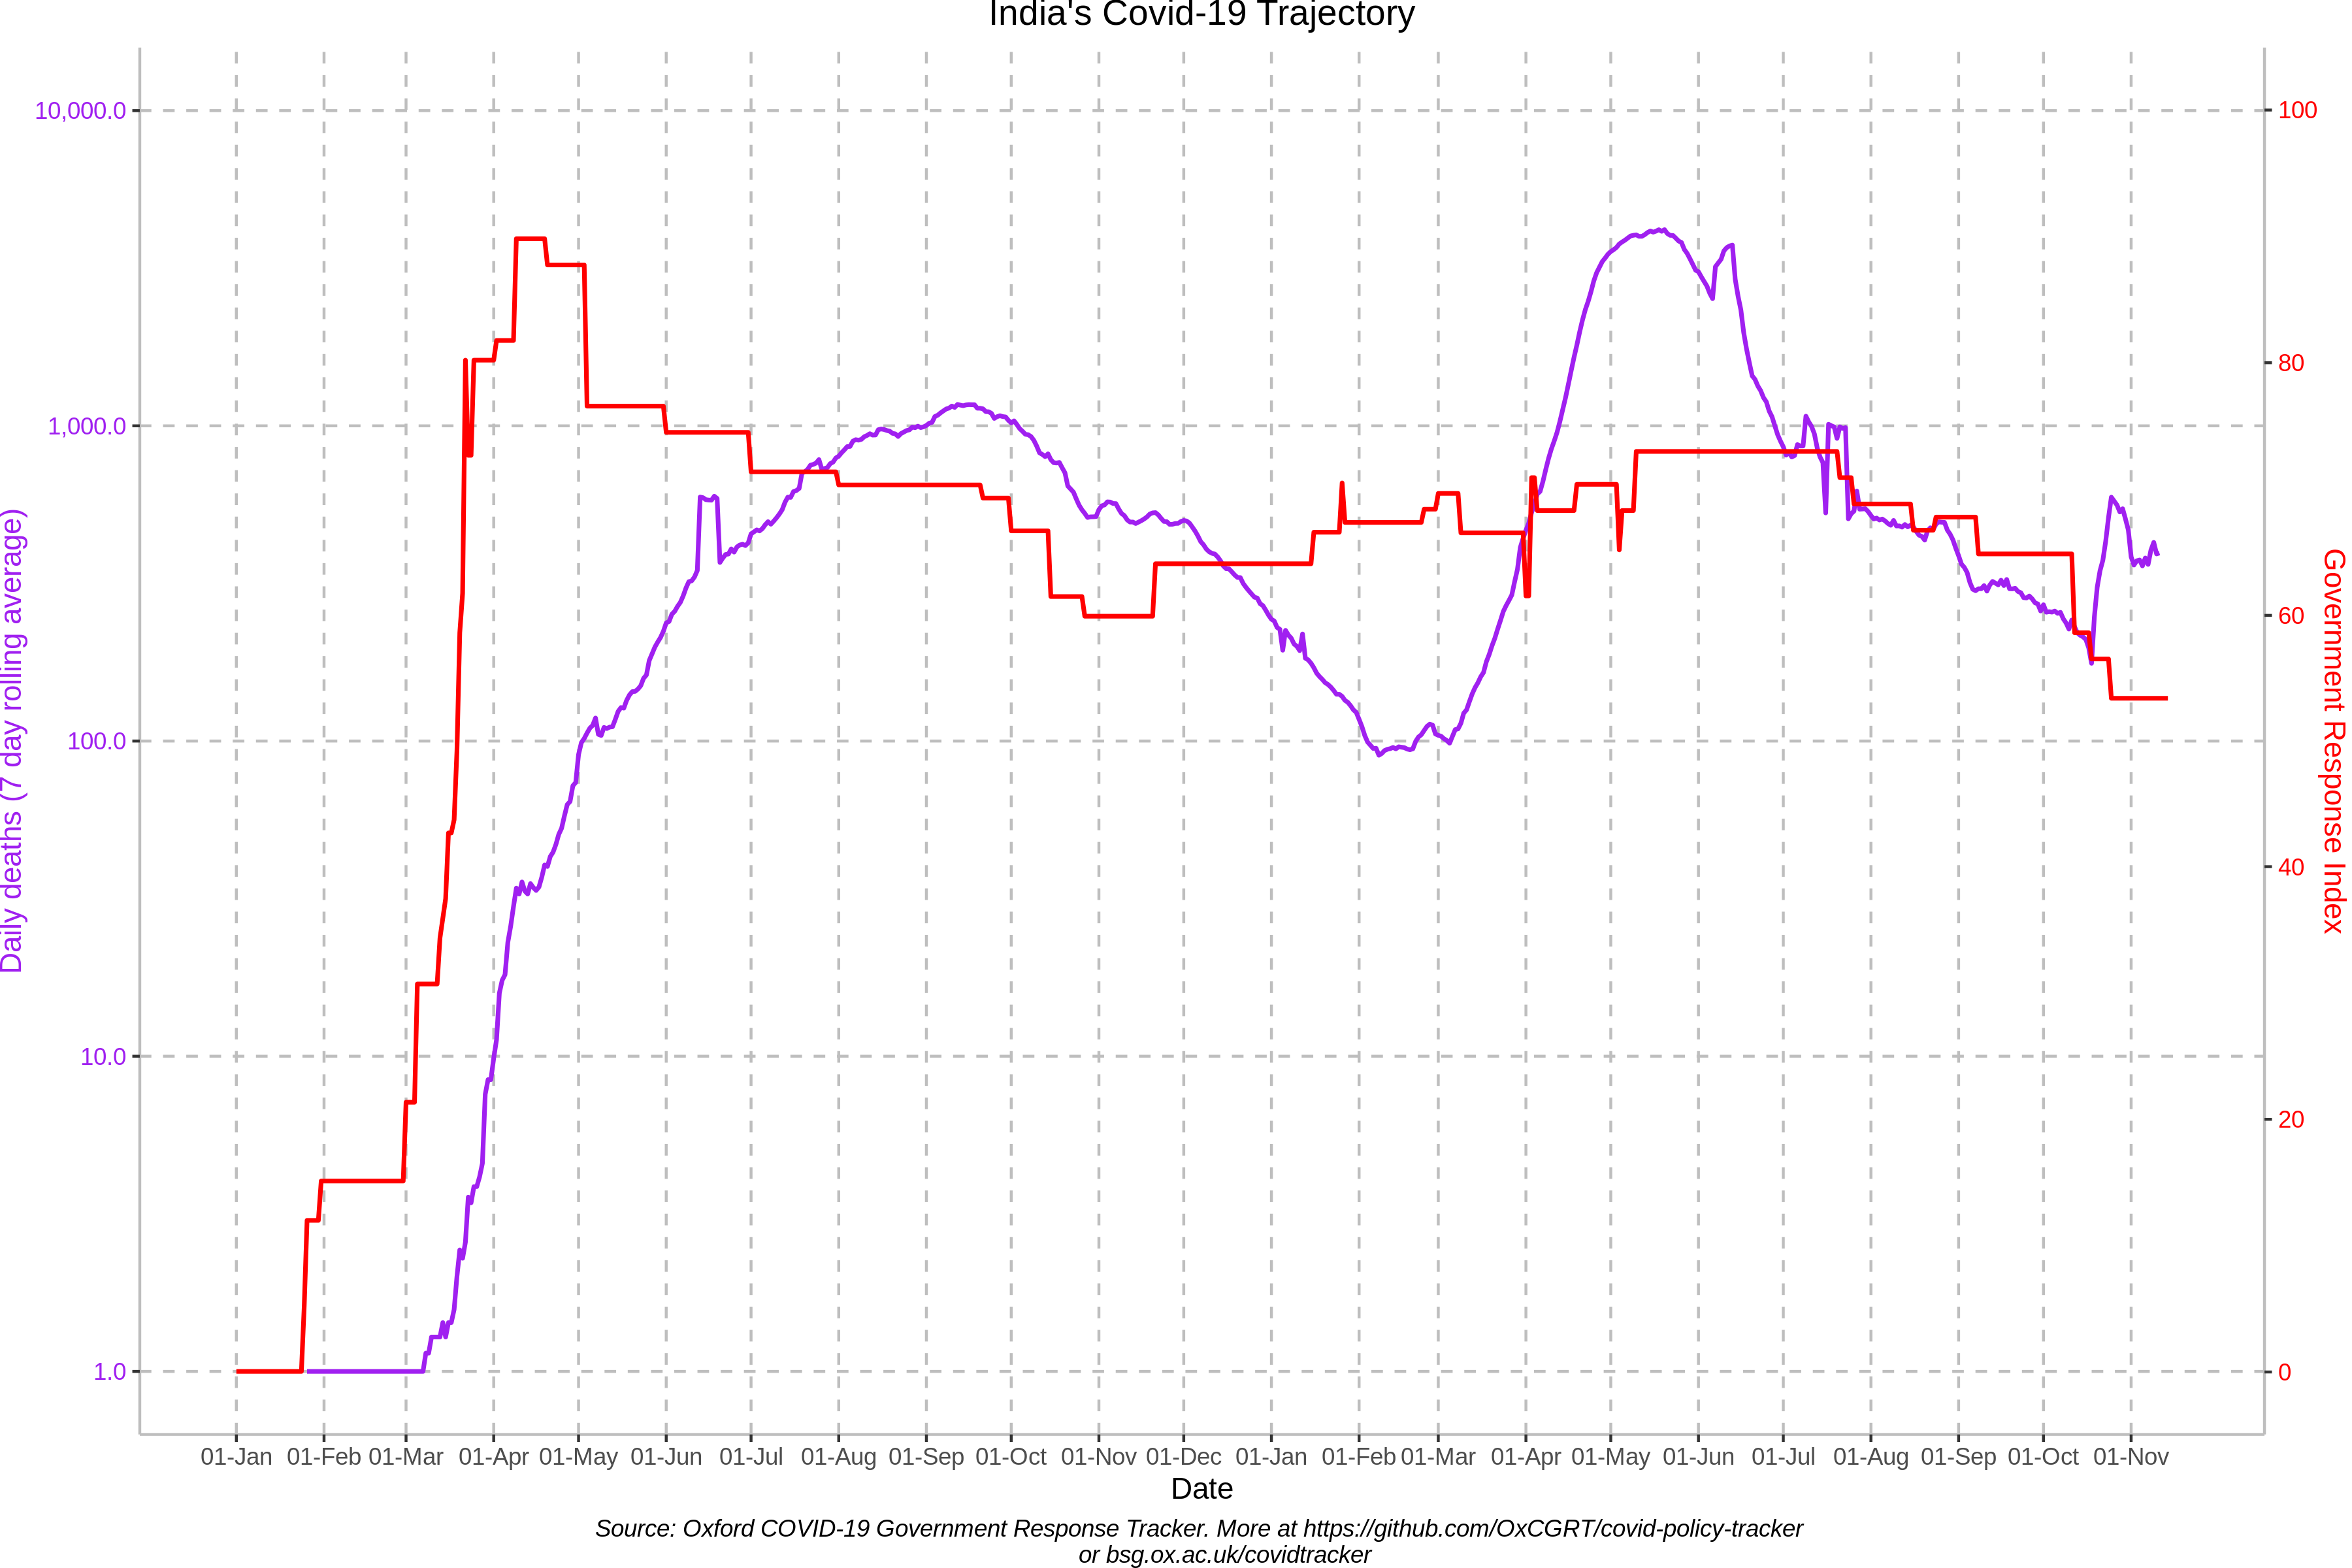 India's Covid-19 Trajectory
10,000.0
1,000.0
100.0
10.0
1.0
Daily deaths (7 day rolling average)
100
80
60
40
20
0
Government Response Index
01-Jan 01-Feb 01-Mar 01-Apr 01-May 01-Jun 01-Jul 01-Aug 01-Sep 01-Oct 01-Nov 01-Dec 01-Jan 01-Feb 01-Mar 01-Apr 01-May 01-Jun 01-Jul 01-Aug 01-Sep 01-Oct 01-Nov
Date
Source: Oxford COVID-19 Government Response Tracker. More at https://github.com/OxCGRT/covid-policy-tracker
or bsg.ox.ac.uk/covidtracker